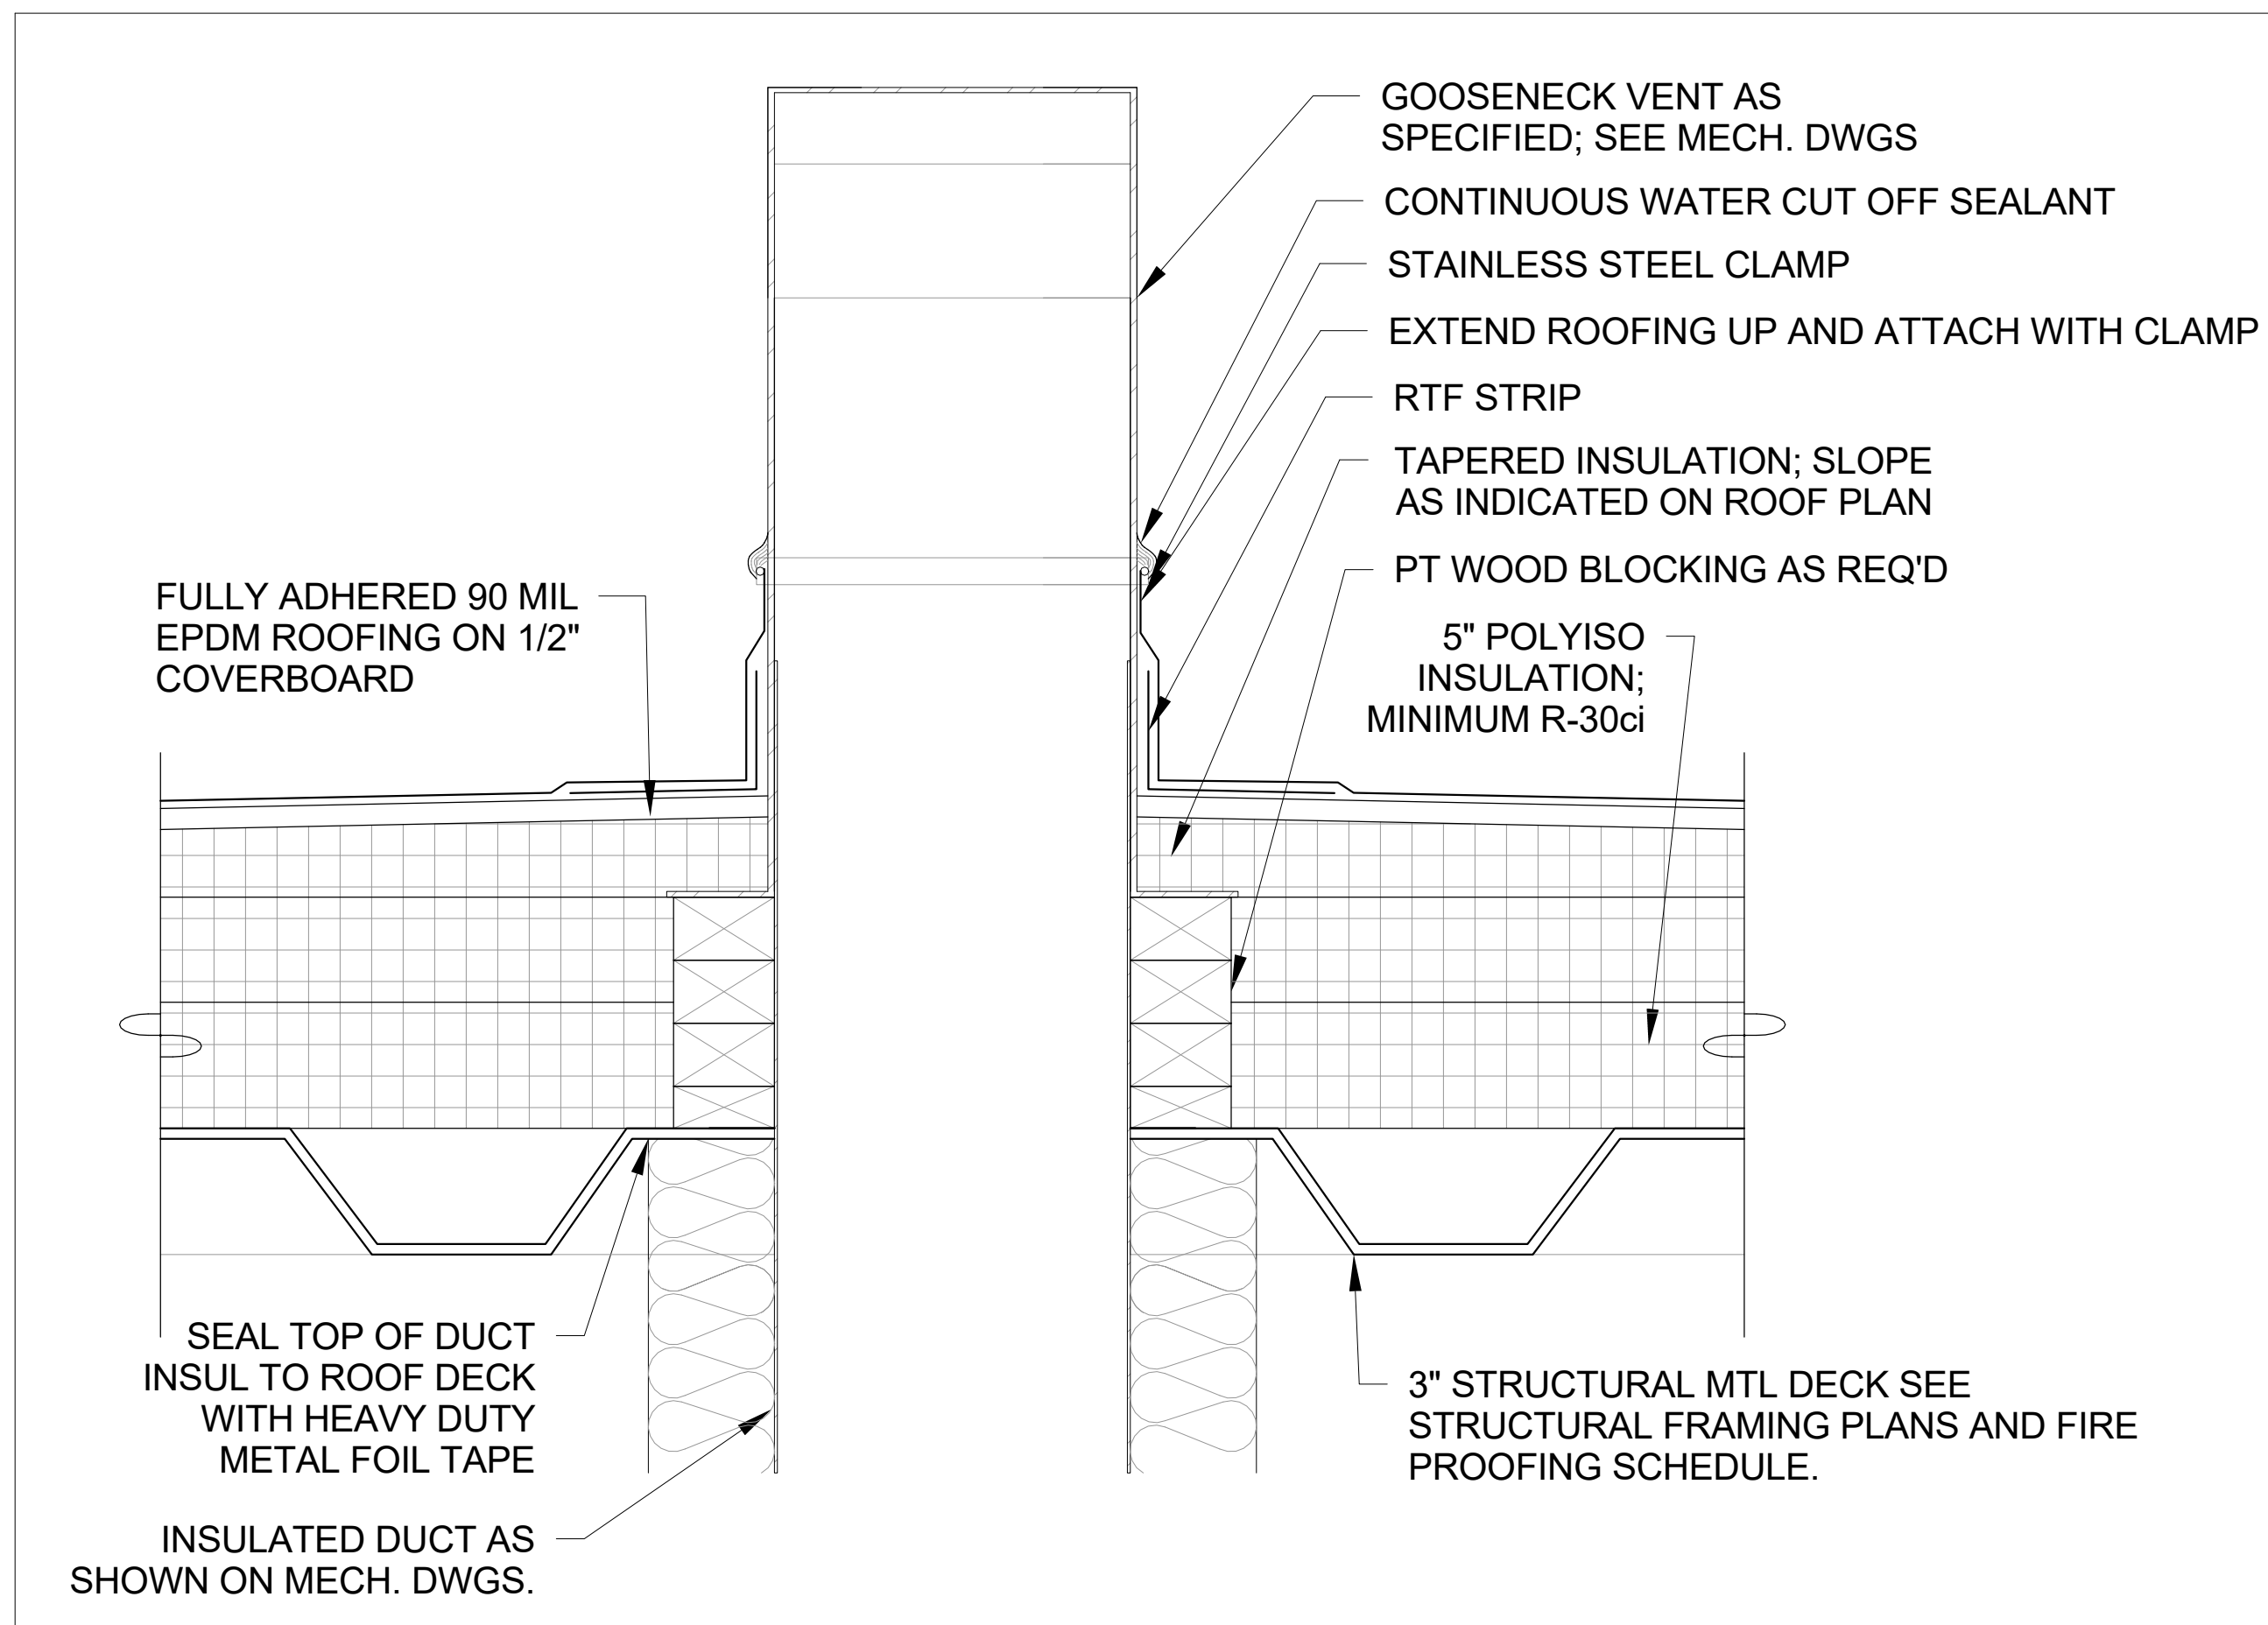 GOOSENECK VENT AS
SPECIFIED; SEE MECH. DWGS
CONTINUOUS WATER CUT OFF SEALANT
STAINLESS STEEL CLAMP
EXTEND ROOFING UP AND ATTACH WITH CLAMP
RTF STRIP
TAPERED INSULATION; SLOPE
AS INDICATED ON ROOF PLAN
PT WOOD BLOCKING AS REQ'D
FULLY ADHERED 90 MIL
EPDM ROOFING ON 1/2"
COVERBOARD
5" POLYISO
INSULATION;
MINIMUM R-30ci
SEAL TOP OF DUCT
INSUL TO ROOF DECK
WITH HEAVY DUTY
METAL FOIL TAPE
3" STRUCTURAL MTL DECK SEE
STRUCTURAL FRAMING PLANS AND FIRE
PROOFING SCHEDULE.
INSULATED DUCT AS
SHOWN ON MECH. DWGS.